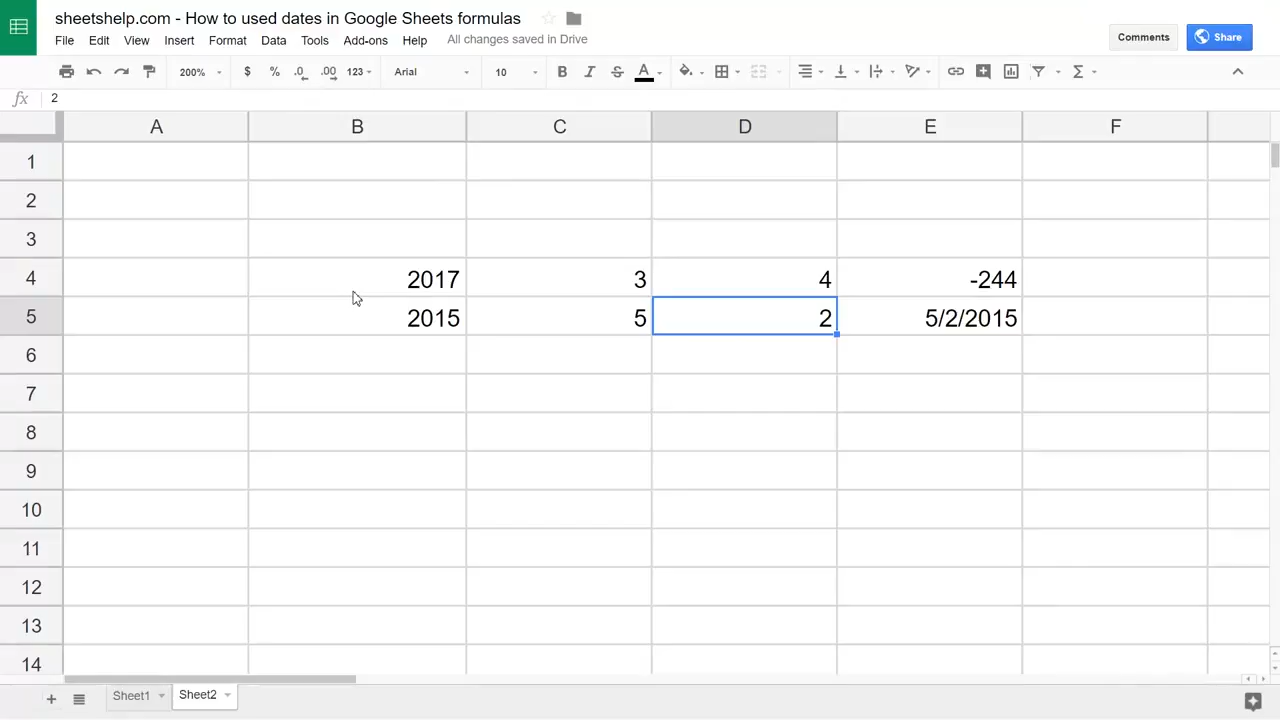 sheetshelp.com - How to used dates in Google Sheets formulas
File Edit View Insert Format Data Tools Add-ons Help All changes saved in Drive
Comments Share
200% $ % .0 .00 123 Arial 10 B I S A Σ
fx 2
A B C D E F
1
2
3
4 2017 3 4 -244
5 2015 5 2 5/2/2015
6
7
8
9
10
11
12
13
14
+ Sheet1 Sheet2